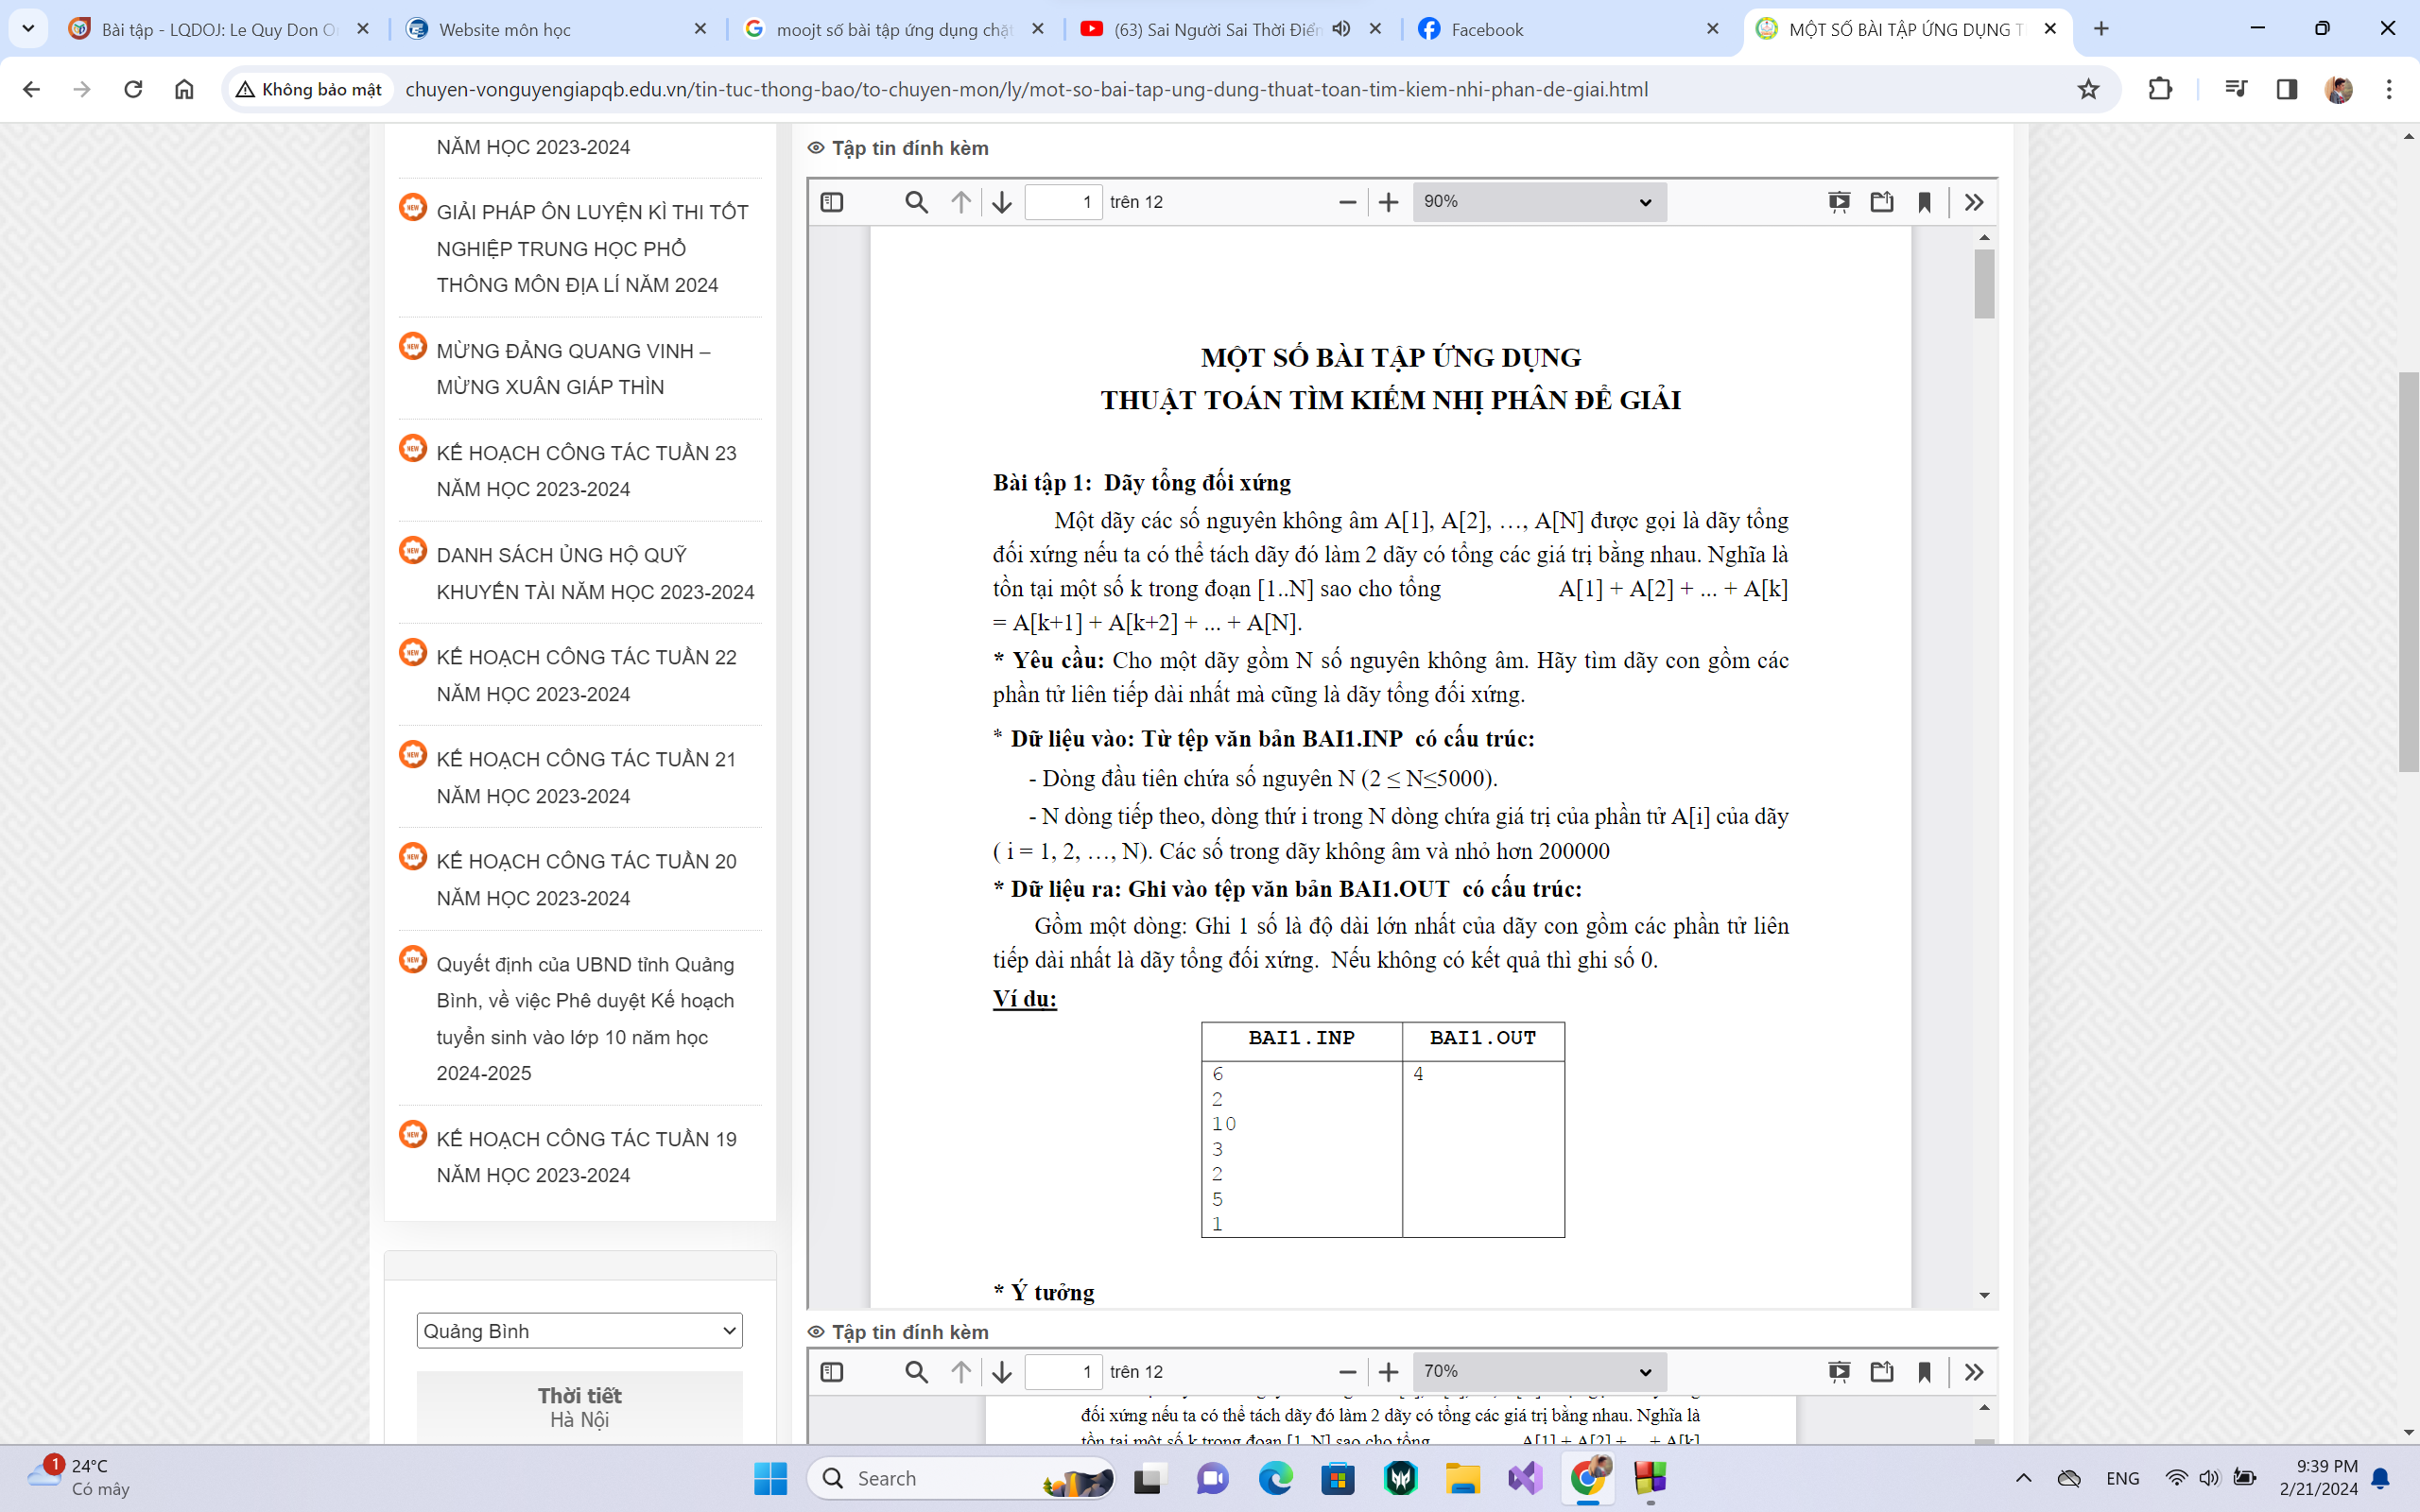 Bài tập - LQDOJ: Le Quy Don On
Website môn học
moojt số bài tập ứng dụng chặt
(63) Sai Người Sai Thời Điểm
Facebook
MỘT SỐ BÀI TẬP ỨNG DỤNG T
Không bảo mật
chuyen-vonguyengiapqb.edu.vn/tin-tuc-thong-bao/to-chuyen-mon/ly/mot-so-bai-tap-ung-dung-thuat-toan-tim-kiem-nhi-phan-de-giai.html
NĂM HỌC 2023-2024
NEW
GIẢI PHÁP ÔN LUYỆN KÌ THI TỐT
NGHIỆP TRUNG HỌC PHỔ
THÔNG MÔN ĐỊA LÍ NĂM 2024
NEW
MỪNG ĐẢNG QUANG VINH –
MỪNG XUÂN GIÁP THÌN
NEW
KẾ HOẠCH CÔNG TÁC TUẦN 23
NĂM HỌC 2023-2024
NEW
DANH SÁCH ỦNG HỘ QUỸ
KHUYẾN TÀI NĂM HỌC 2023-2024
NEW
KẾ HOẠCH CÔNG TÁC TUẦN 22
NĂM HỌC 2023-2024
NEW
KẾ HOẠCH CÔNG TÁC TUẦN 21
NĂM HỌC 2023-2024
NEW
KẾ HOẠCH CÔNG TÁC TUẦN 20
NĂM HỌC 2023-2024
NEW
Quyết định của UBND tỉnh Quảng
Bình, về việc Phê duyệt Kế hoạch
tuyển sinh vào lớp 10 năm học
2024-2025
NEW
KẾ HOẠCH CÔNG TÁC TUẦN 19
NĂM HỌC 2023-2024
Quảng Bình
Thời tiết
Hà Nội
Tập tin đính kèm
1 trên 12
90%
MỘT SỐ BÀI TẬP ỨNG DỤNG
THUẬT TOÁN TÌM KIẾM NHỊ PHÂN ĐỂ GIẢI
Bài tập 1: Dãy tổng đối xứng
Một dãy các số nguyên không âm A[1], A[2], …, A[N] được gọi là dãy tổng
đối xứng nếu ta có thể tách dãy đó làm 2 dãy có tổng các giá trị bằng nhau. Nghĩa là
tồn tại một số k trong đoạn [1..N] sao cho tổng A[1] + A[2] + ... + A[k]
= A[k+1] + A[k+2] + ... + A[N].
* Yêu cầu: Cho một dãy gồm N số nguyên không âm. Hãy tìm dãy con gồm các
phần tử liên tiếp dài nhất mà cũng là dãy tổng đối xứng.
* Dữ liệu vào: Từ tệp văn bản BAI1.INP có cấu trúc:
- Dòng đầu tiên chứa số nguyên N (2 ≤ N≤5000).
- N dòng tiếp theo, dòng thứ i trong N dòng chứa giá trị của phần tử A[i] của dãy
( i = 1, 2, …, N). Các số trong dãy không âm và nhỏ hơn 200000
* Dữ liệu ra: Ghi vào tệp văn bản BAI1.OUT có cấu trúc:
Gồm một dòng: Ghi 1 số là độ dài lớn nhất của dãy con gồm các phần tử liên
tiếp dài nhất là dãy tổng đối xứng. Nếu không có kết quả thì ghi số 0.
Ví dụ:
BAI1.INP BAI1.OUT
6 4
2
10
3
2
5
1
* Ý tưởng
Tập tin đính kèm
1 trên 12
70%
đối xứng nếu ta có thể tách dãy đó làm 2 dãy có tổng các giá trị bằng nhau. Nghĩa là
tồn tại một số k trong đoạn [1..N] sao cho tổng A[1] + A[2] + ... + A[k]
1
24°C
Có mây
Search
ENG
9:39 PM
2/21/2024